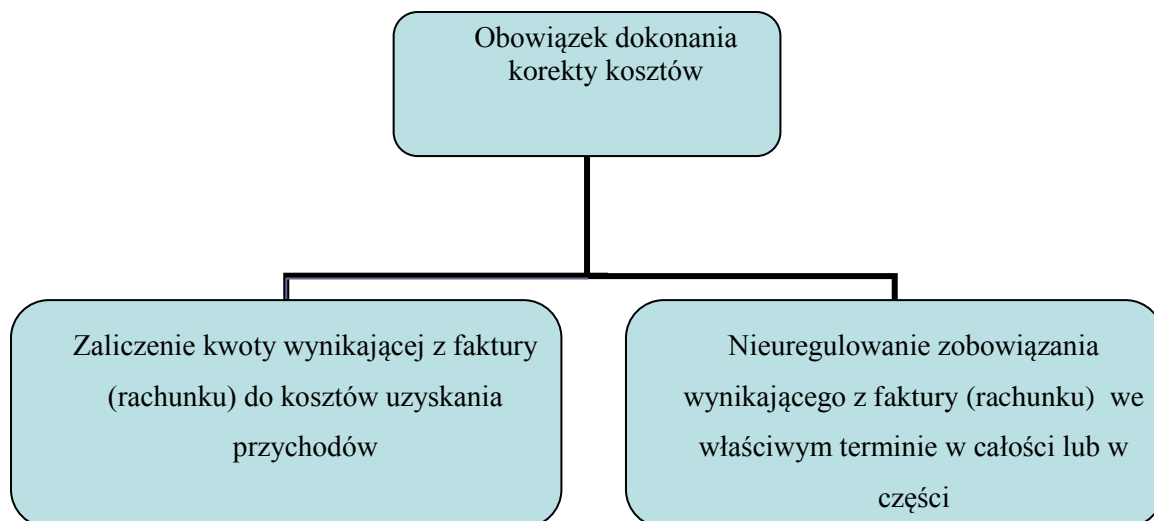 Obowiązek dokonania
korekty kosztów
Zaliczenie kwoty wynikającej z faktury
(rachunku) do kosztów uzyskania
przychodów
Nieuregulowanie zobowiązania
wynikającego z faktury (rachunku) we
właściwym terminie w całości lub w
części